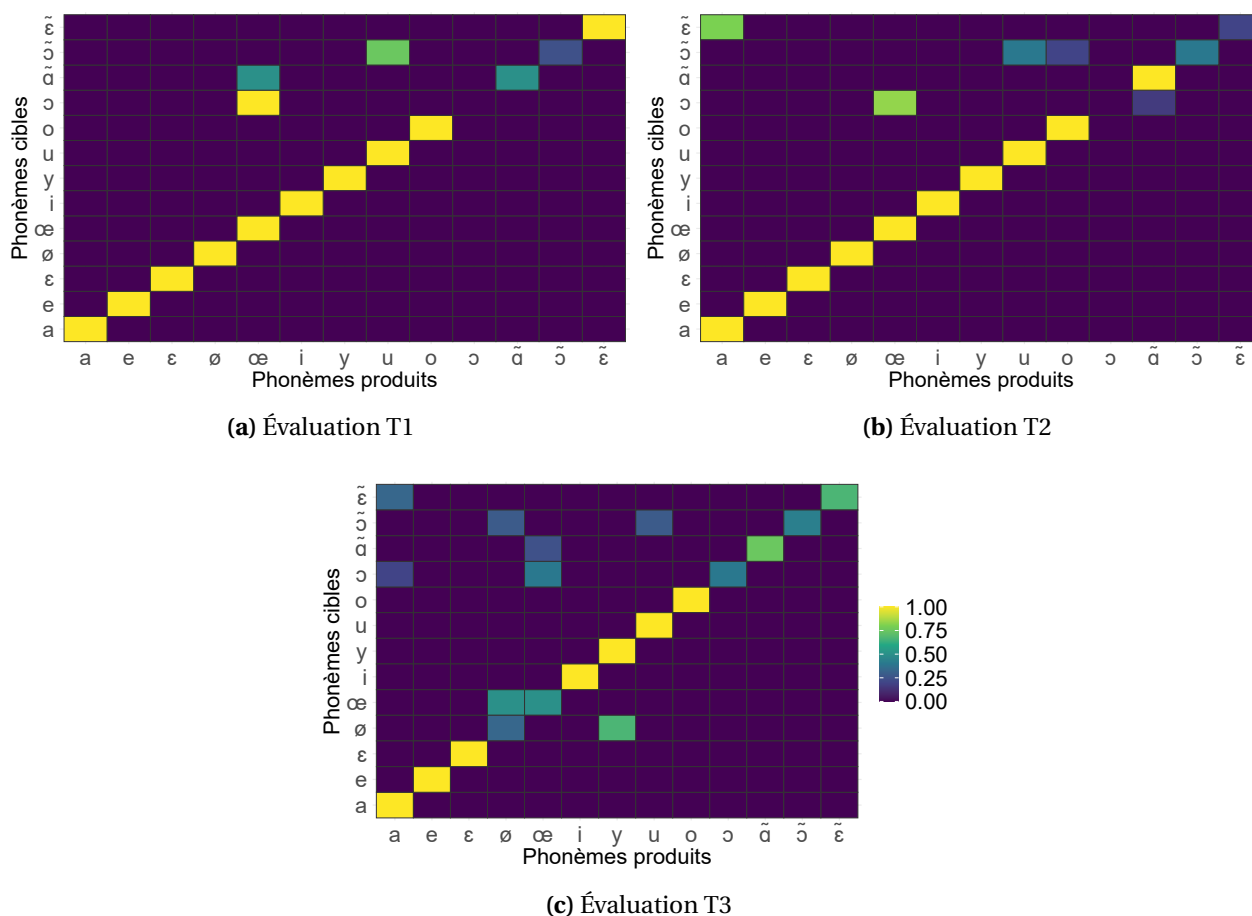 Phonèmes cibles
ɛ̃
ɔ̃
ɑ̃
ɔ
o
u
y
i
œ
ø
ɛ
e
a
a e ɛ ø œ i y u o ɔ ɑ̃ ɔ̃ ɛ̃
Phonèmes produits
(a) Évaluation T1
Phonèmes cibles
ɛ̃
ɔ̃
ɑ̃
ɔ
o
u
y
i
œ
ø
ɛ
e
a
a e ɛ ø œ i y u o ɔ ɑ̃ ɔ̃ ɛ̃
Phonèmes produits
(b) Évaluation T2
Phonèmes cibles
ɛ̃
ɔ̃
ɑ̃
ɔ
o
u
y
i
œ
ø
ɛ
e
a
a e ɛ ø œ i y u o ɔ ɑ̃ ɔ̃ ɛ̃
Phonèmes produits
1.00
0.75
0.50
0.25
0.00
(c) Évaluation T3